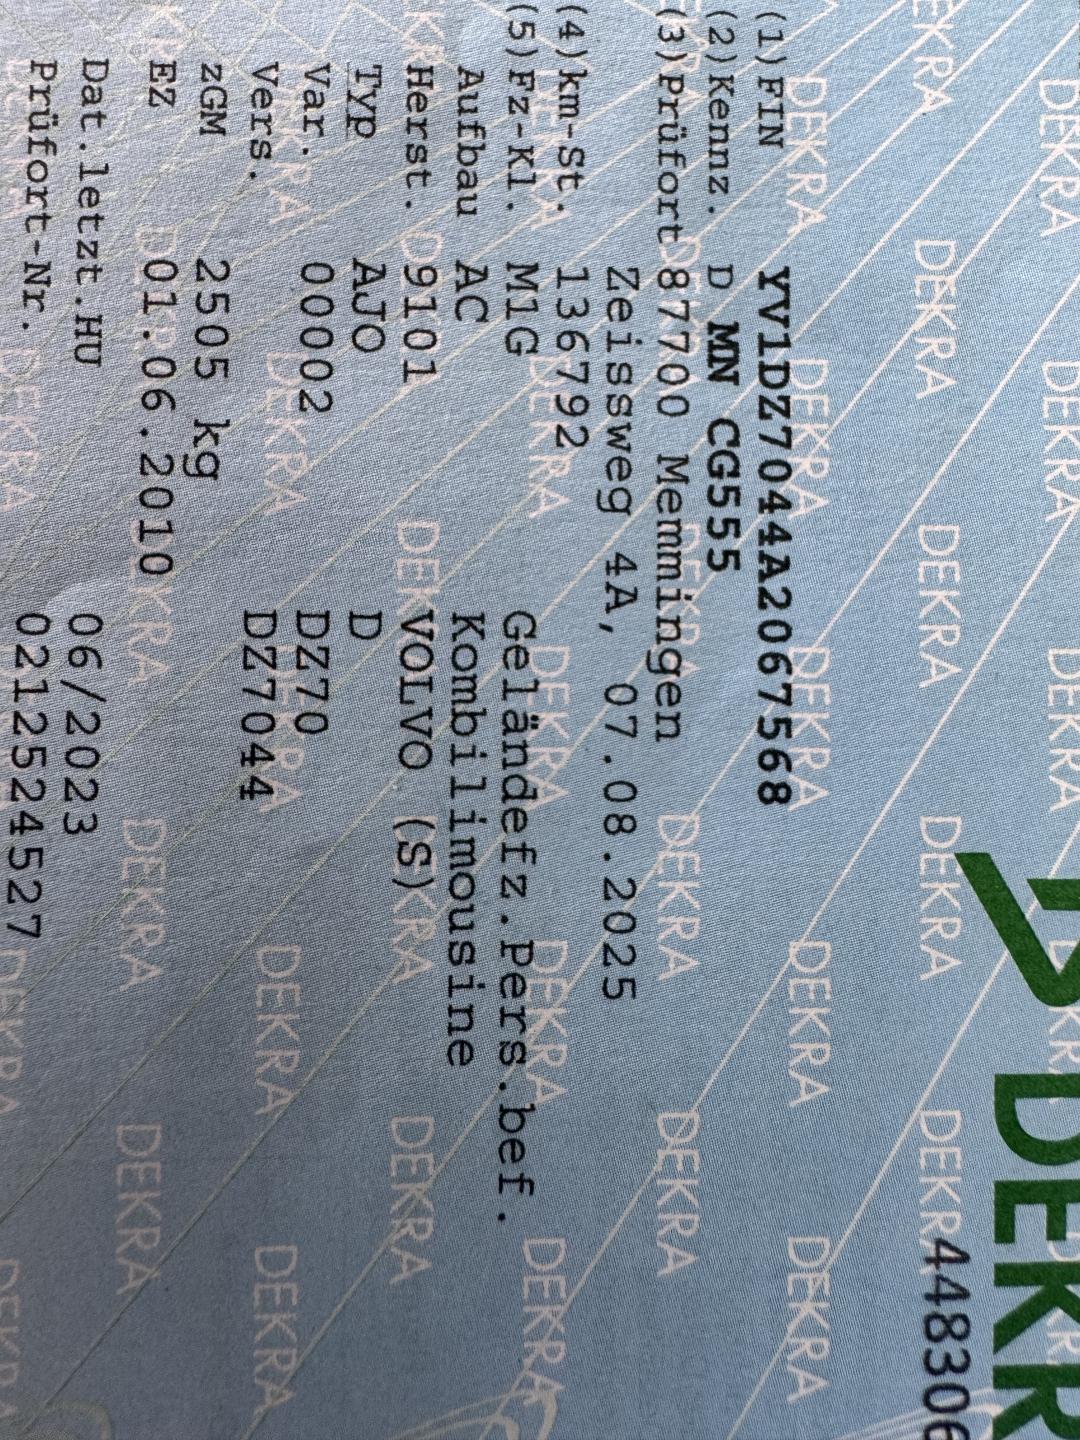 DEKR
448306
(1)FIN YV1DZ7044A2067568
(2)Kennz. D MN CG555
(3)Prüfort 87700 Memmingen
Zeissweg 4A, 07.08.2025
(4)km-St. 136792
(5)Fz-Kl. M1G Geländefz.Pers.bef.
Aufbau AC Kombilimousine
Herst. 9101 VOLVO (S)
Typ AJO D
Var. 00002 DZ70
Vers. DZ7044
zGM 2505 kg
EZ 01.06.2010
Dat.letzt.HU 06/2023
Prüfort-Nr. 0212524527